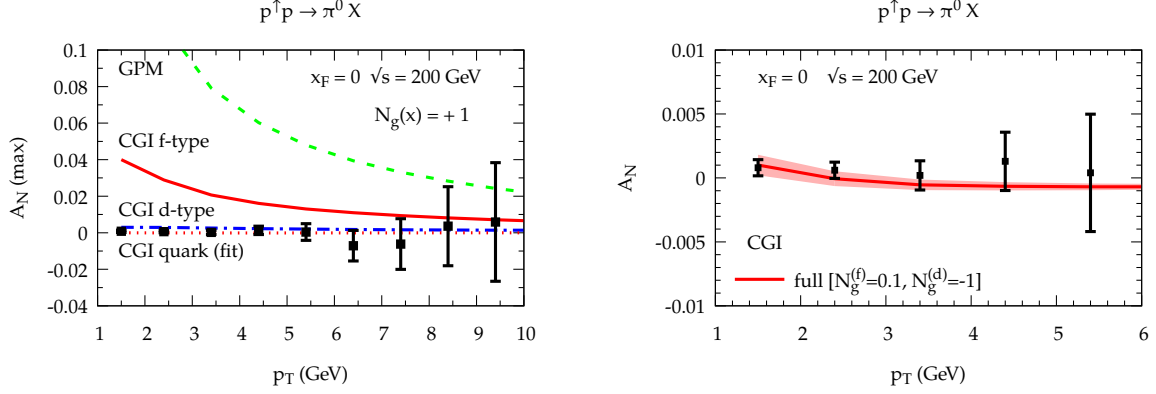 p↑p → π⁰ X
A_N (max)
0.1
0.08
0.06
0.04
0.02
0
-0.02
-0.04
GPM
x_F = 0 √s = 200 GeV
N_g(x) = + 1
CGI f-type
CGI d-type
CGI quark (fit)
1 2 3 4 5 6 7 8 9 10
p_T (GeV)
p↑p → π⁰ X
A_N
0.01
0.005
0
-0.005
-0.01
x_F = 0 √s = 200 GeV
CGI
full [N_g^(f)=0.1, N_g^(d)=-1]
1 2 3 4 5 6
p_T (GeV)